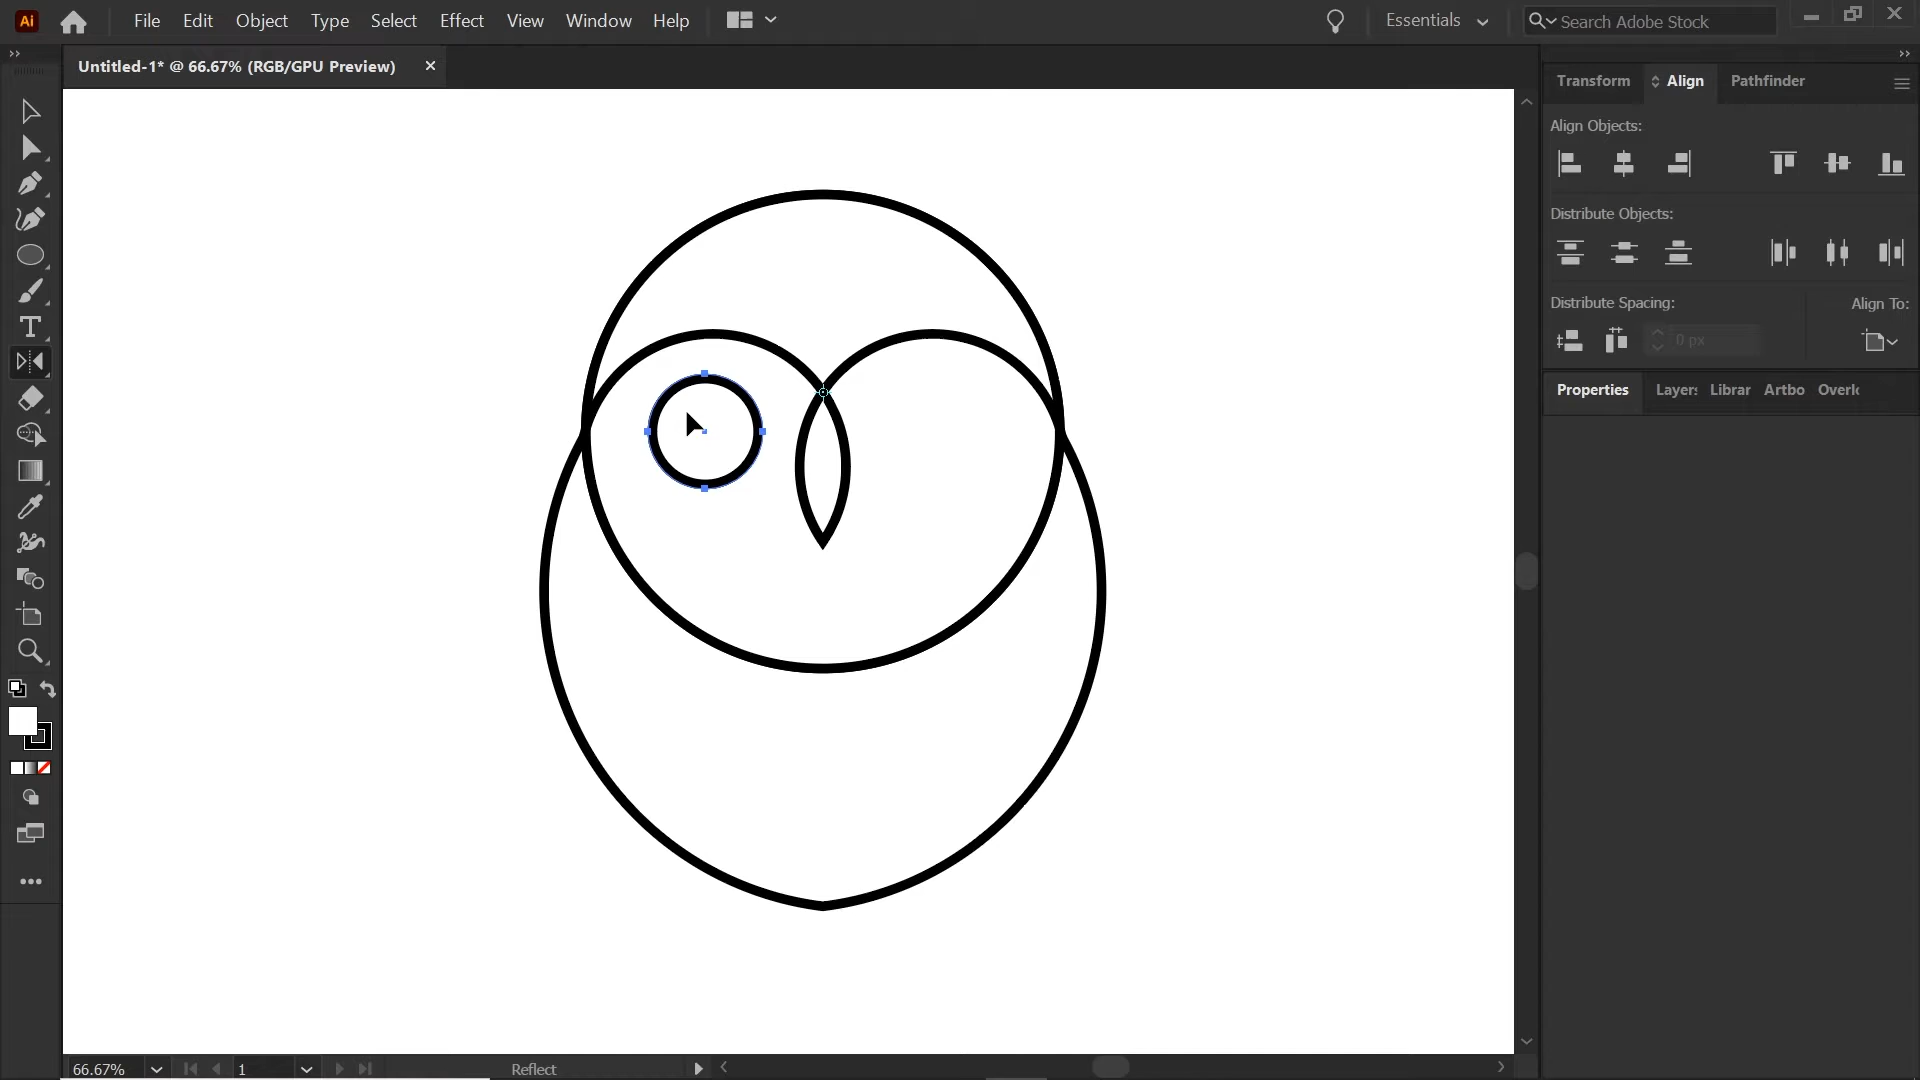 Ai File Edit Object Type Select Effect View Window Help Essentials Search Adobe Stock
Untitled-1* @ 66.67% (RGB/GPU Preview)
Transform Align Pathfinder
Align Objects:
Distribute Objects:
Distribute Spacing: Align To:
0 px
Properties Layers Librar Artbo Overl
66.67% 1 Reflect